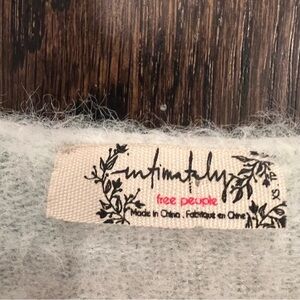 intimately
free people
Made in China . Fabriqué en Chine